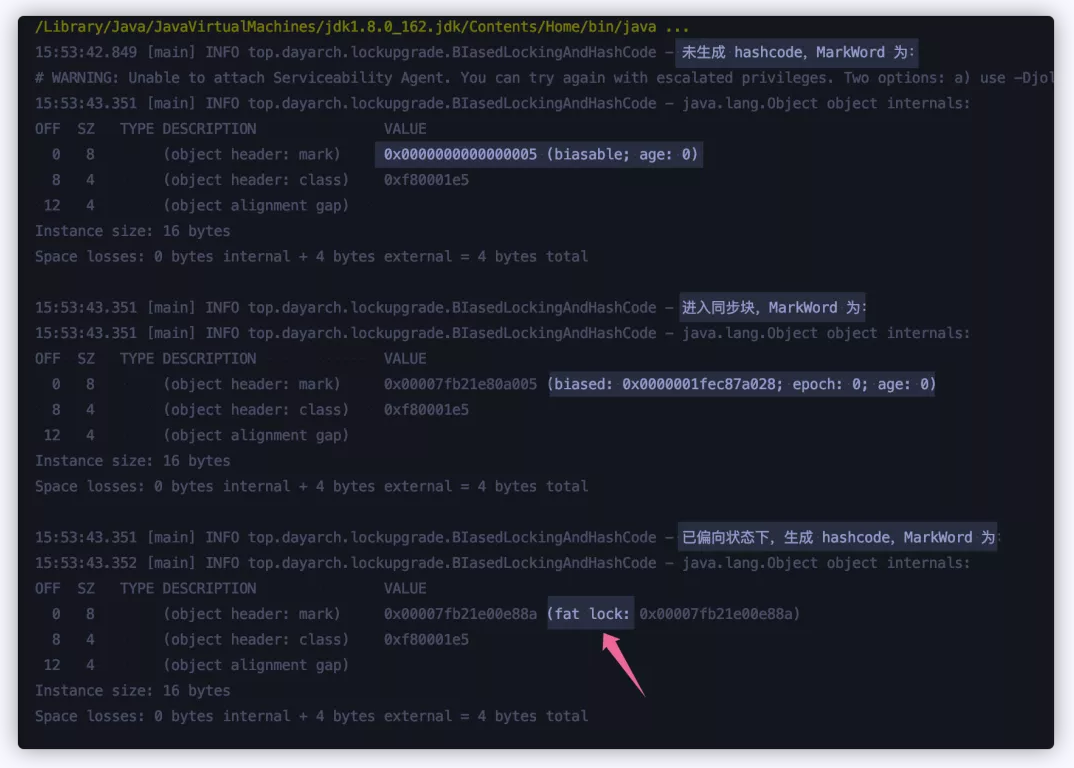 /Library/Java/JavaVirtualMachines/jdk1.8.0_162.jdk/Contents/Home/bin/java ...
15:53:42.849 [main] INFO top.dayarch.lockupgrade.BIasedLockingAndHashCode - 未生成 hashcode，MarkWord 为：
# WARNING: Unable to attach Serviceability Agent. You can try again with escalated privileges. Two options: a) use -Djol
15:53:43.351 [main] INFO top.dayarch.lockupgrade.BIasedLockingAndHashCode - java.lang.Object object internals:
OFF  SZ   TYPE DESCRIPTION               VALUE
  0   8        (object header: mark)     0x0000000000000005 (biasable; age: 0)
  8   4        (object header: class)    0xf80001e5
 12   4        (object alignment gap)
Instance size: 16 bytes
Space losses: 0 bytes internal + 4 bytes external = 4 bytes total
15:53:43.351 [main] INFO top.dayarch.lockupgrade.BIasedLockingAndHashCode - 进入同步块，MarkWord 为：
15:53:43.351 [main] INFO top.dayarch.lockupgrade.BIasedLockingAndHashCode - java.lang.Object object internals:
OFF  SZ   TYPE DESCRIPTION               VALUE
  0   8        (object header: mark)     0x00007fb21e80a005 (biased: 0x0000001fec87a028; epoch: 0; age: 0)
  8   4        (object header: class)    0xf80001e5
 12   4        (object alignment gap)
Instance size: 16 bytes
Space losses: 0 bytes internal + 4 bytes external = 4 bytes total
15:53:43.351 [main] INFO top.dayarch.lockupgrade.BIasedLockingAndHashCode - 已偏向状态下，生成 hashcode，MarkWord 为：
15:53:43.352 [main] INFO top.dayarch.lockupgrade.BIasedLockingAndHashCode - java.lang.Object object internals:
OFF  SZ   TYPE DESCRIPTION               VALUE
  0   8        (object header: mark)     0x00007fb21e00e88a (fat lock: 0x00007fb21e00e88a)
  8   4        (object header: class)    0xf80001e5
 12   4        (object alignment gap)
Instance size: 16 bytes
Space losses: 0 bytes internal + 4 bytes external = 4 bytes total